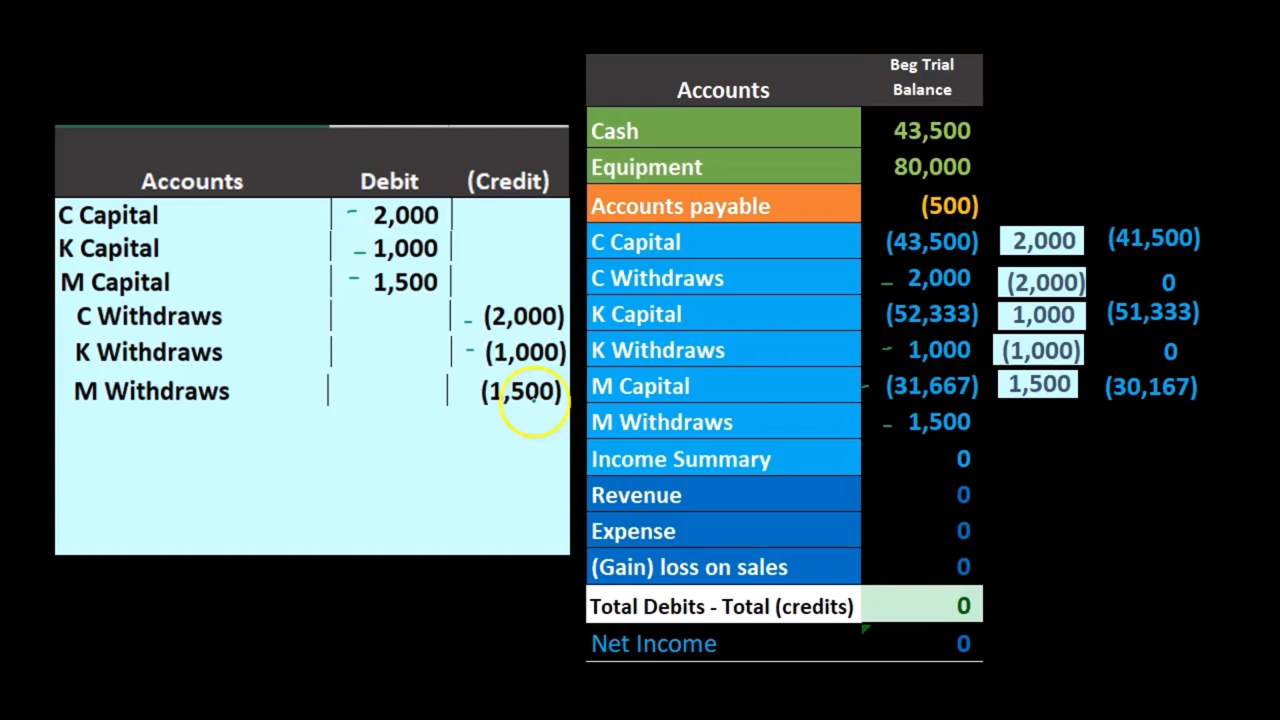 Accounts Debit (Credit)
C Capital 2,000
K Capital 1,000
M Capital 1,500
C Withdraws (2,000)
K Withdraws (1,000)
M Withdraws (1,500)
Beg Trial
Accounts Balance
Cash 43,500
Equipment 80,000
Accounts payable (500)
C Capital (43,500) 2,000 (41,500)
C Withdraws 2,000 (2,000) 0
K Capital (52,333) 1,000 (51,333)
K Withdraws 1,000 (1,000) 0
M Capital (31,667) 1,500 (30,167)
M Withdraws 1,500
Income Summary 0
Revenue 0
Expense 0
(Gain) loss on sales 0
Total Debits - Total (credits) 0
Net Income 0